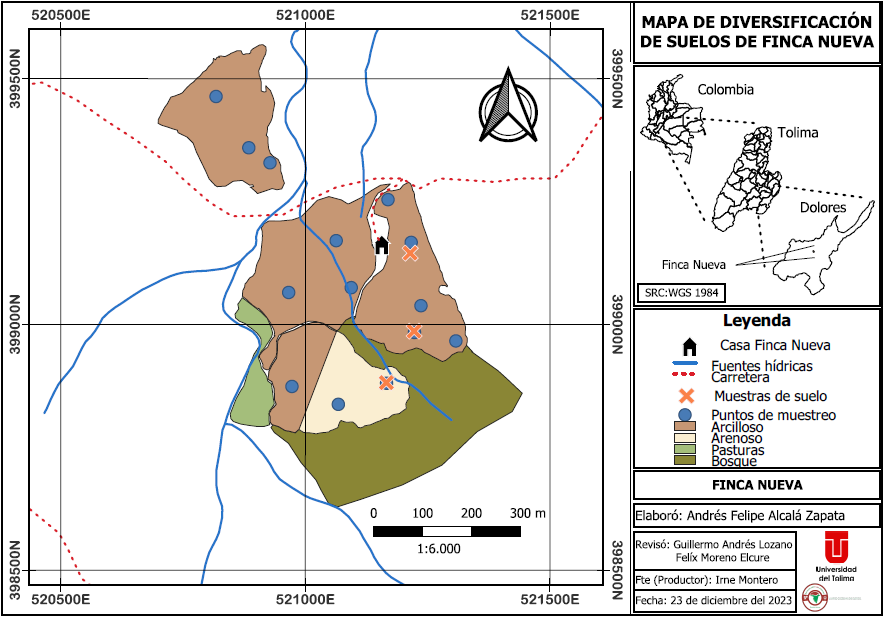 520500E 521000E 521500E
399500N 399500N
399000N 399000N
398500N 398500N
520500E 521000E 521500E
0 100 200 300 m
1:6.000
MAPA DE DIVERSIFICACIÓN
DE SUELOS DE FINCA NUEVA
Colombia
Tolima
Dolores
Finca Nueva
SRC:WGS 1984
Leyenda
Casa Finca Nueva
Fuentes hídricas
Carretera
Muestras de suelo
Puntos de muestreo
Arcilloso
Arenoso
Pasturas
Bosque
FINCA NUEVA
Elaboró: Andrés Felipe Alcalá Zapata
Revisó: Guillermo Andrés Lozano
Felíx Moreno Elcure
Fte (Productor): Irne Montero
Fecha: 23 de diciembre del 2023
Universidad
del Tolima